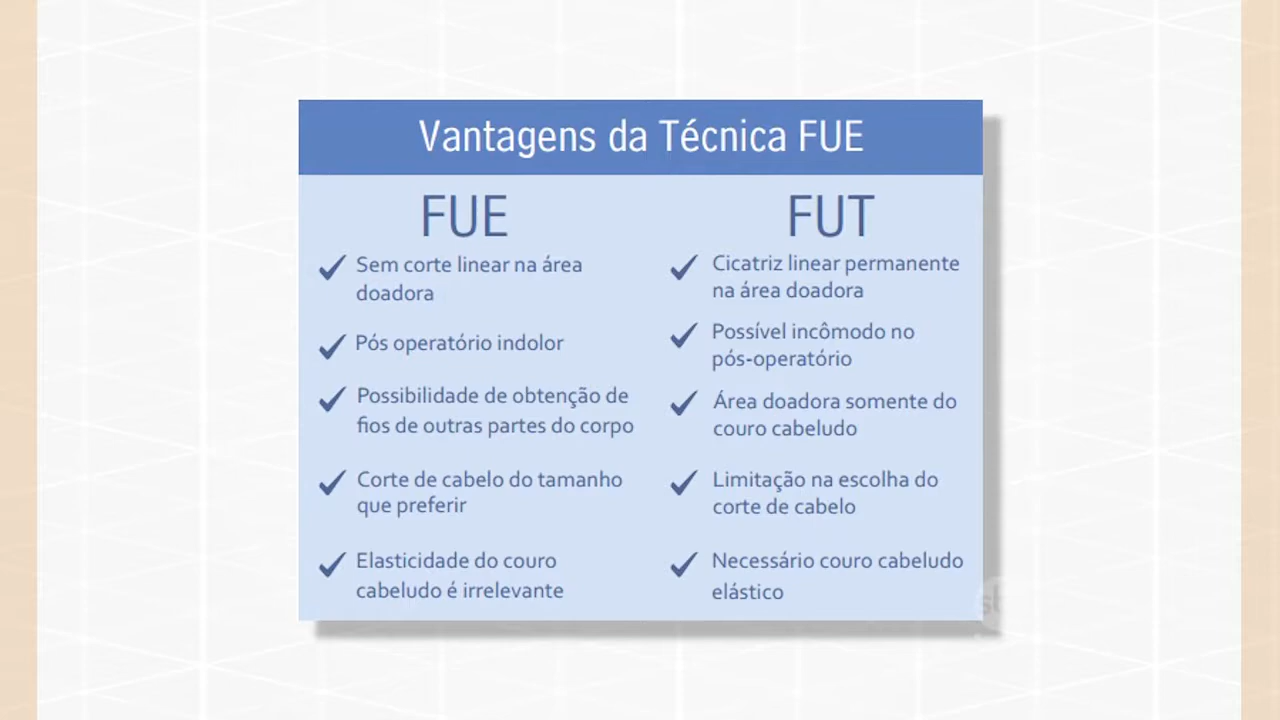 Vantagens da Técnica FUE
FUE
Sem corte linear na área
doadora
Pós operatório indolor
Possibilidade de obtenção de
fios de outras partes do corpo
Corte de cabelo do tamanho
que preferir
Elasticidade do couro
cabeludo é irrelevante
FUT
Cicatriz linear permanente
na área doadora
Possível incômodo no
pós-operatório
Área doadora somente do
couro cabeludo
Limitação na escolha do
corte de cabelo
Necessário couro cabeludo
elástico